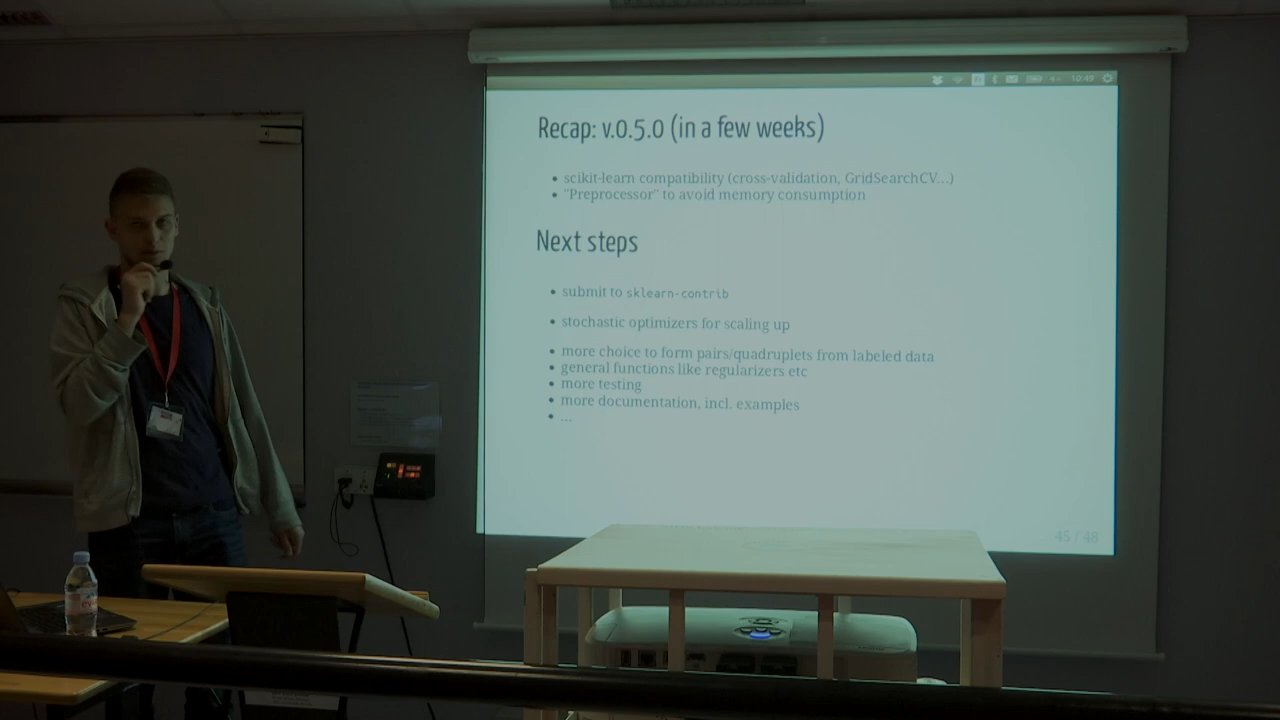 10:49
Recap: v.0.5.0 (in a few weeks)
• scikit-learn compatibility (cross-validation, GridSearchCV...)
• "Preprocessor" to avoid memory consumption
Next steps
• submit to sklearn-contrib
• stochastic optimizers for scaling up
• more choice to form pairs/quadruplets from labeled data
• general functions like regularizers etc
• more testing
• more documentation, incl. examples
• ...
45 / 48